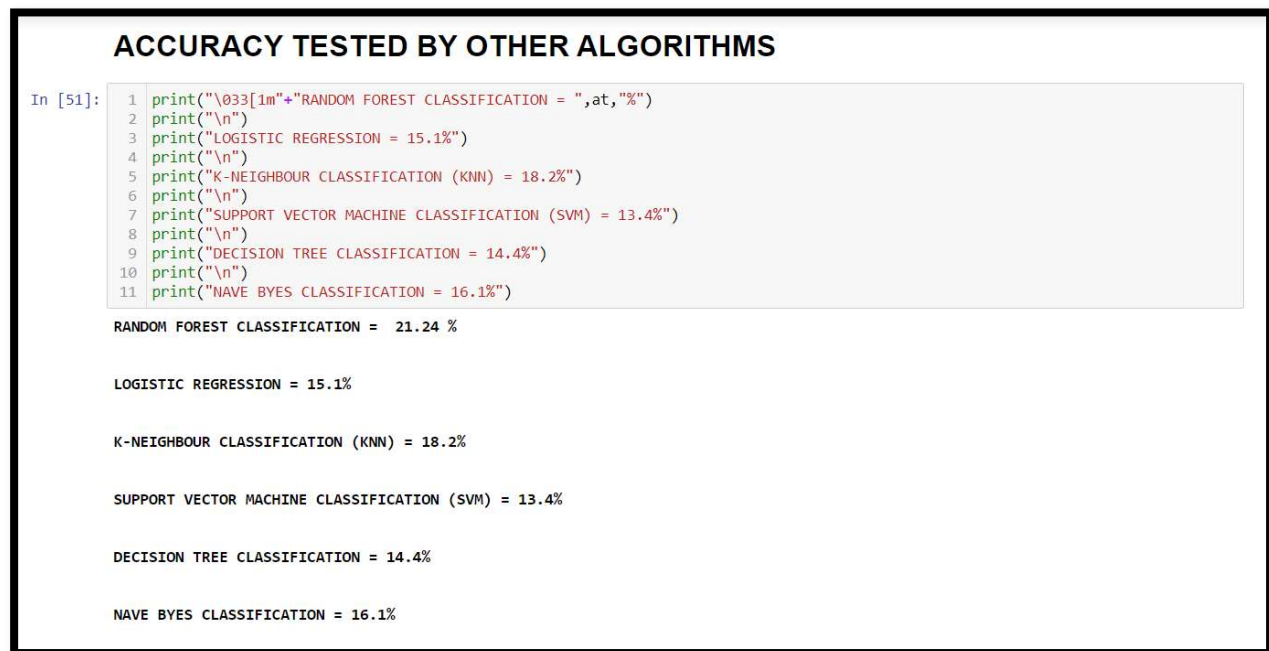 ACCURACY TESTED BY OTHER ALGORITHMS
In [51]:
1 print("\033[1m"+"RANDOM FOREST CLASSIFICATION = ",at,"%")
2 print("\n")
3 print("LOGISTIC REGRESSION = 15.1%")
4 print("\n")
5 print("K-NEIGHBOUR CLASSIFICATION (KNN) = 18.2%")
6 print("\n")
7 print("SUPPORT VECTOR MACHINE CLASSIFICATION (SVM) = 13.4%")
8 print("\n")
9 print("DECISION TREE CLASSIFICATION = 14.4%")
10 print("\n")
11 print("NAVE BYES CLASSIFICATION = 16.1%")
RANDOM FOREST CLASSIFICATION =  21.24 %
LOGISTIC REGRESSION = 15.1%
K-NEIGHBOUR CLASSIFICATION (KNN) = 18.2%
SUPPORT VECTOR MACHINE CLASSIFICATION (SVM) = 13.4%
DECISION TREE CLASSIFICATION = 14.4%
NAVE BYES CLASSIFICATION = 16.1%